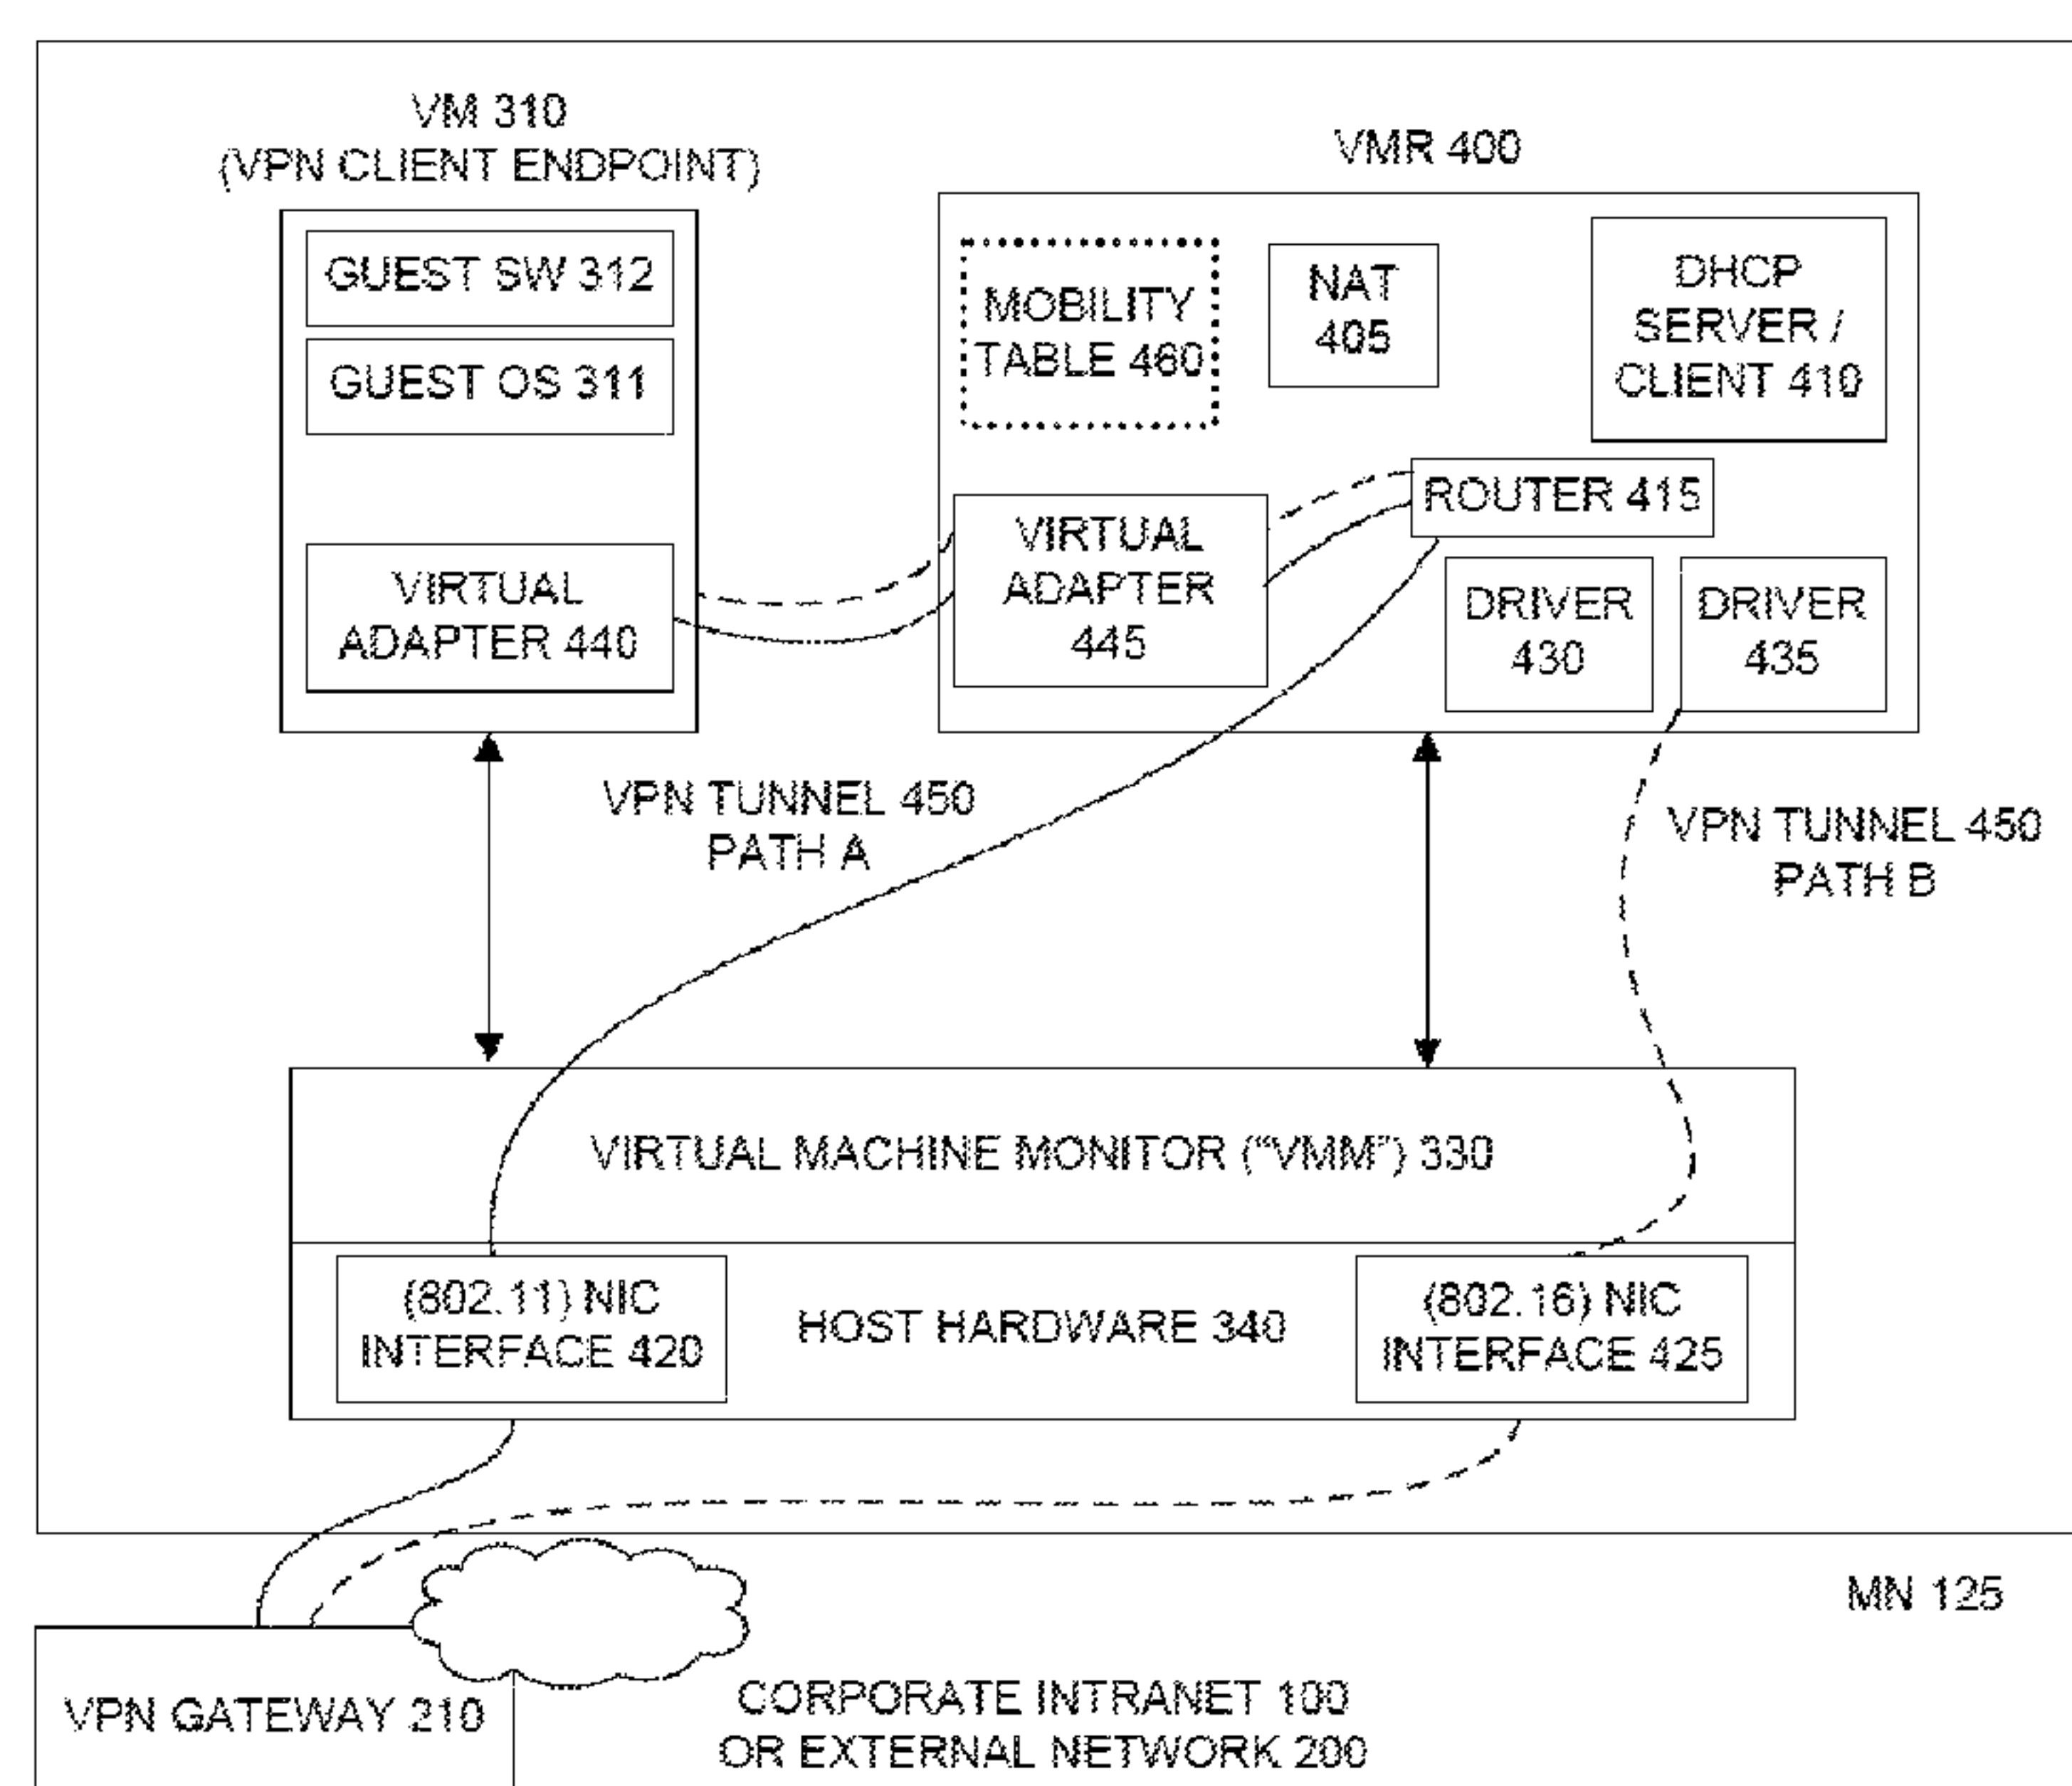 VM 310
(VPN CLIENT ENDPOINT)
GUEST SW 312
GUEST OS 311
VIRTUAL
ADAPTER 440
VMR 400
MOBILITY
TABLE 460
NAT
405
DHCP
SERVER /
CLIENT 410
ROUTER 415
VIRTUAL
ADAPTER
445
DRIVER
430
DRIVER
435
VPN TUNNEL 450
PATH A
VPN TUNNEL 450
PATH B
VIRTUAL MACHINE MONITOR ("VMM") 330
(802.11) NIC
INTERFACE 420
HOST HARDWARE 340
(802.16) NIC
INTERFACE 425
MN 125
VPN GATEWAY 210
CORPORATE INTRANET 100
OR EXTERNAL NETWORK 200